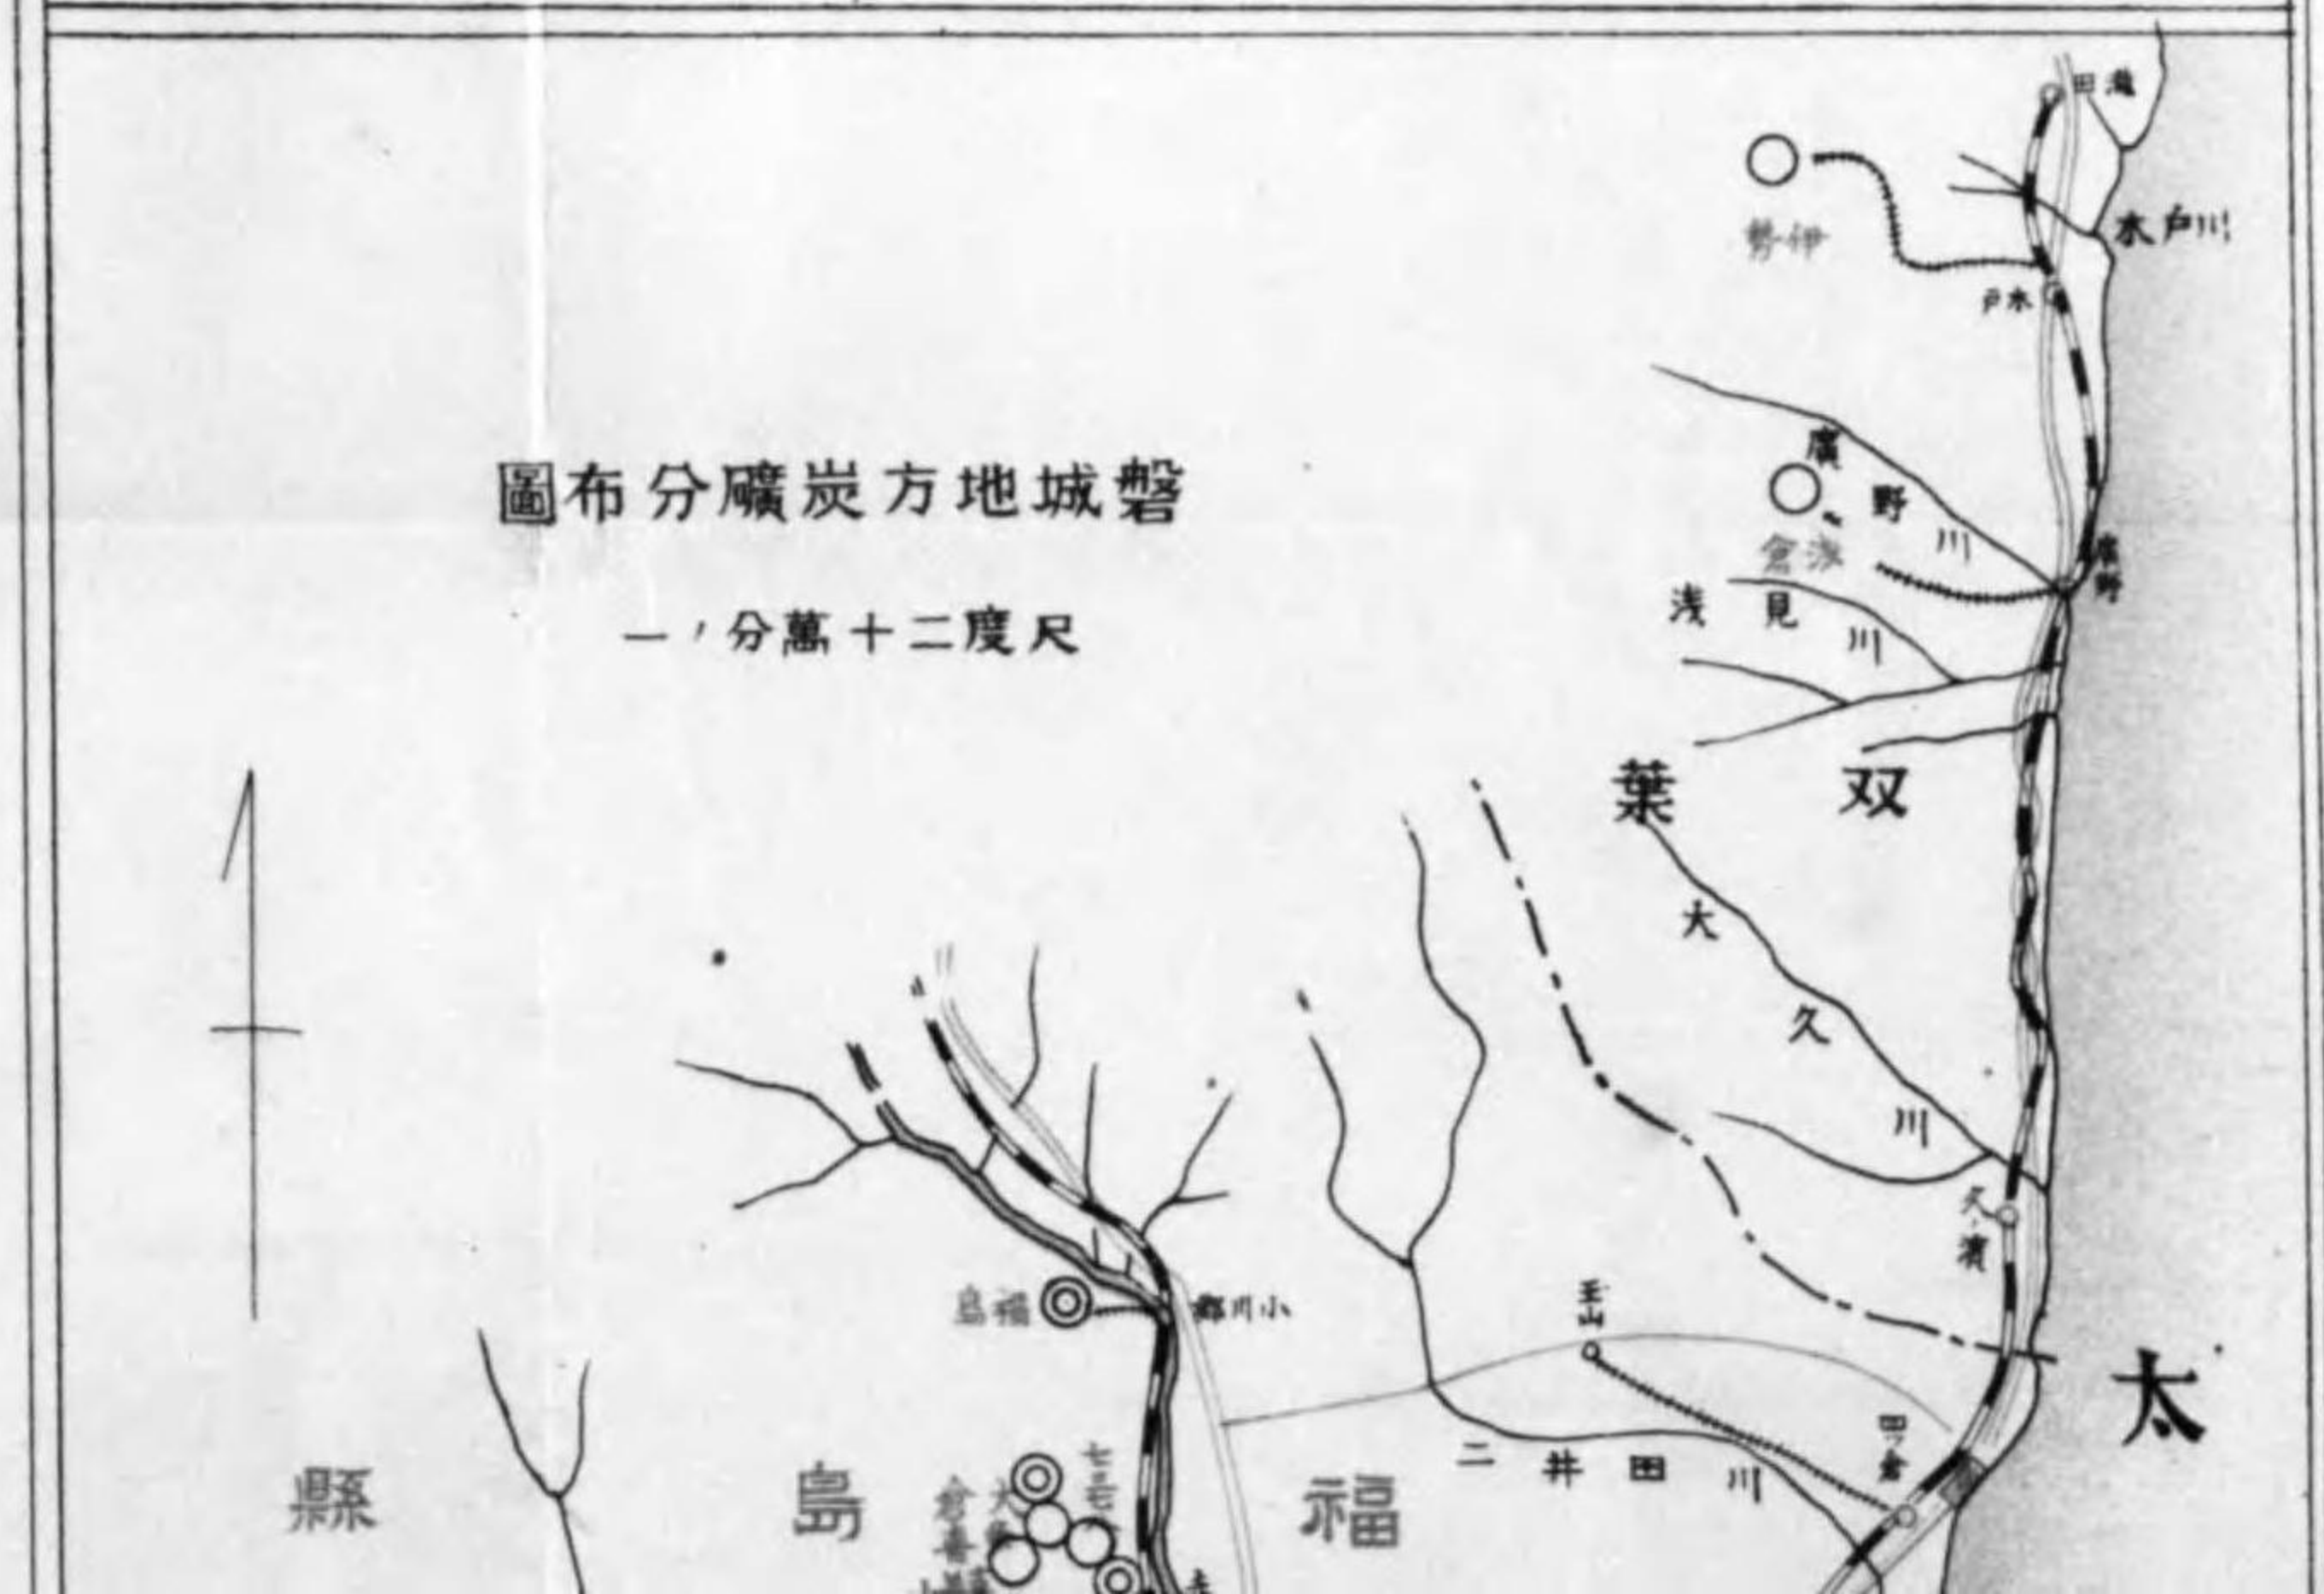 磐城地方炭礦分布圖
尺度二十萬分ノ一
滝田
木戸川
伊勢
木戸
廣野川
廣野
浅見川
双葉
大久川
久ノ濱
太
福島
小川郷
玉山
四ッ倉
二井田川
福島縣